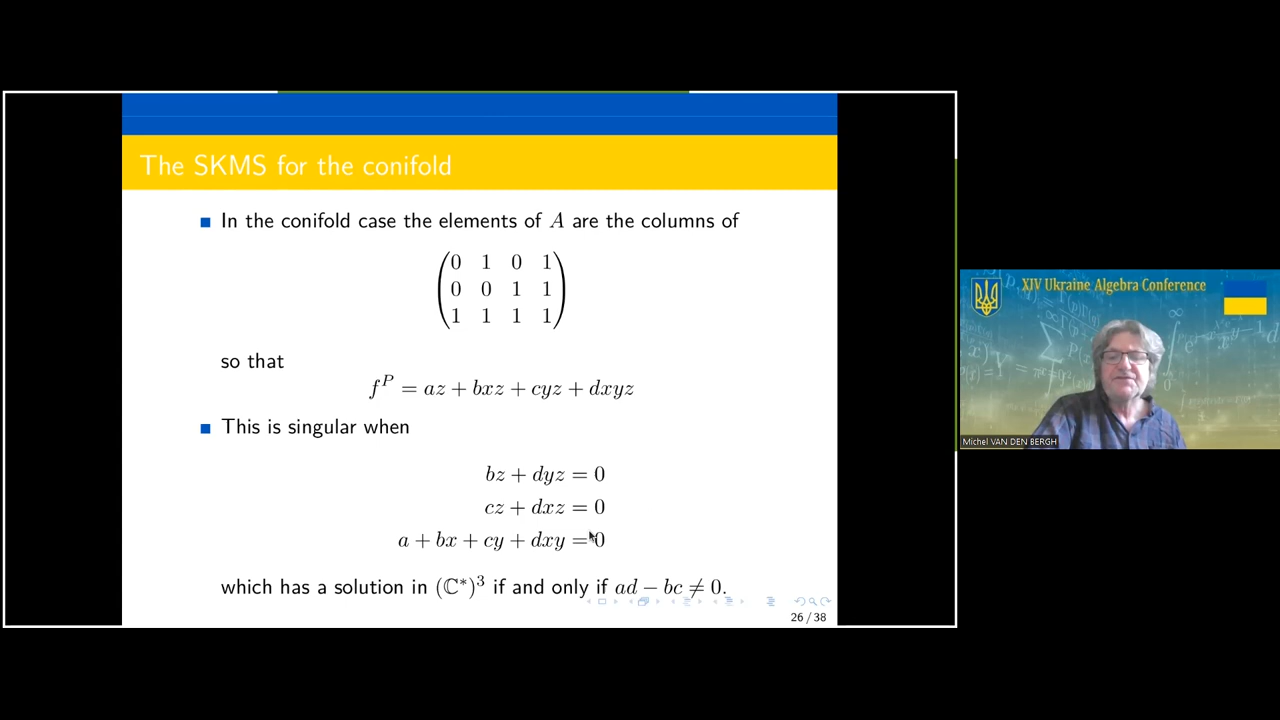 The SKMS for the conifold
In the conifold case the elements of A are the columns of
0 1 0 1
0 0 1 1
1 1 1 1
so that
f^P = az + bxz + cyz + dxyz
This is singular when
bz + dyz = 0
cz + dxz = 0
a + bx + cy + dxy = 0
which has a solution in (ℂ*)³ if and only if ad − bc ≠ 0.
26 / 38
XIV Ukraine Algebra Conference
Michel VAN DEN BERGH